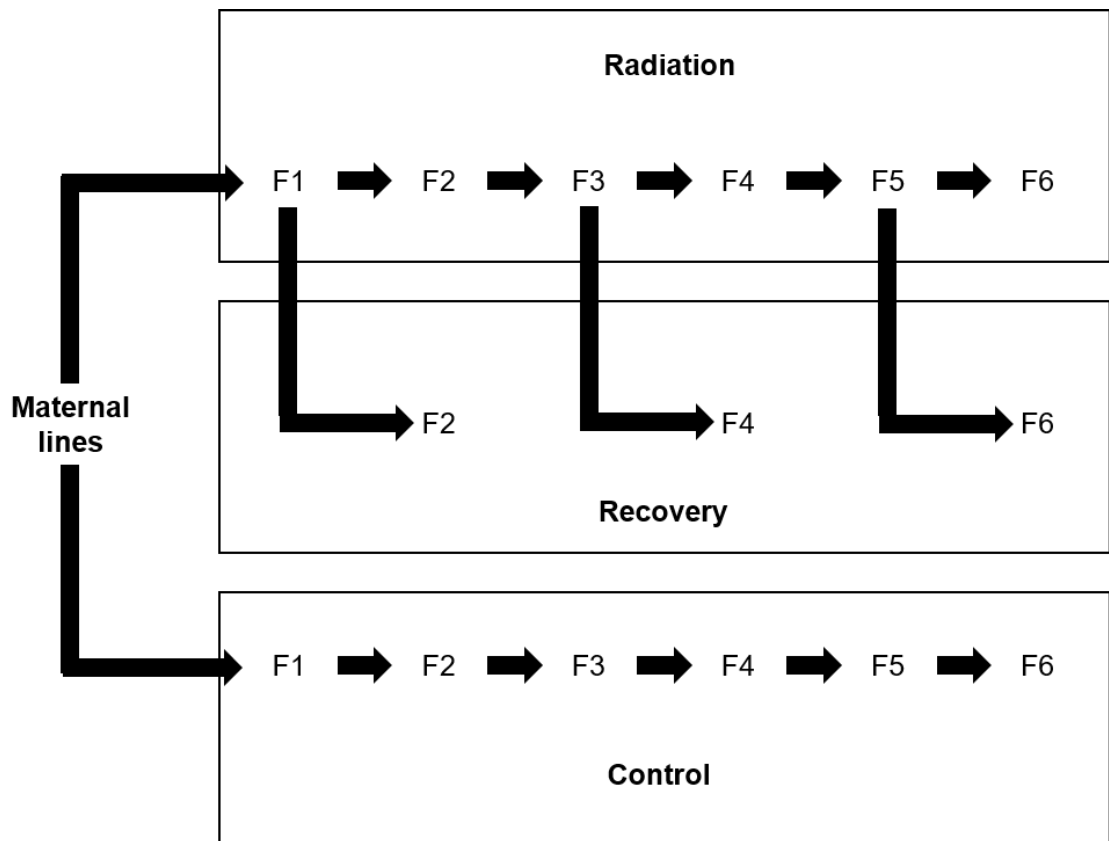 Radiation
F1 F2 F3 F4 F5 F6
Maternal
lines
F2 F4 F6
Recovery
F1 F2 F3 F4 F5 F6
Control